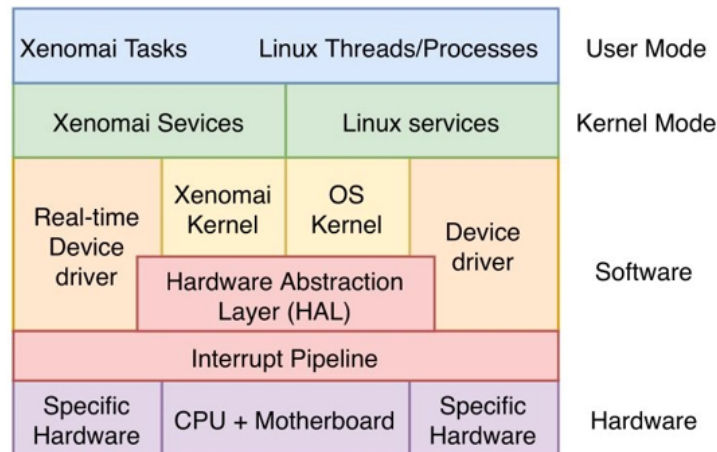 Xenomai Tasks
Linux Threads/Processes
User Mode
Xenomai Sevices
Linux services
Kernel Mode
Real-time
Device
driver
Xenomai
Kernel
OS
Kernel
Device
driver
Hardware Abstraction
Layer (HAL)
Software
Interrupt Pipeline
Specific
Hardware
CPU + Motherboard
Specific
Hardware
Hardware